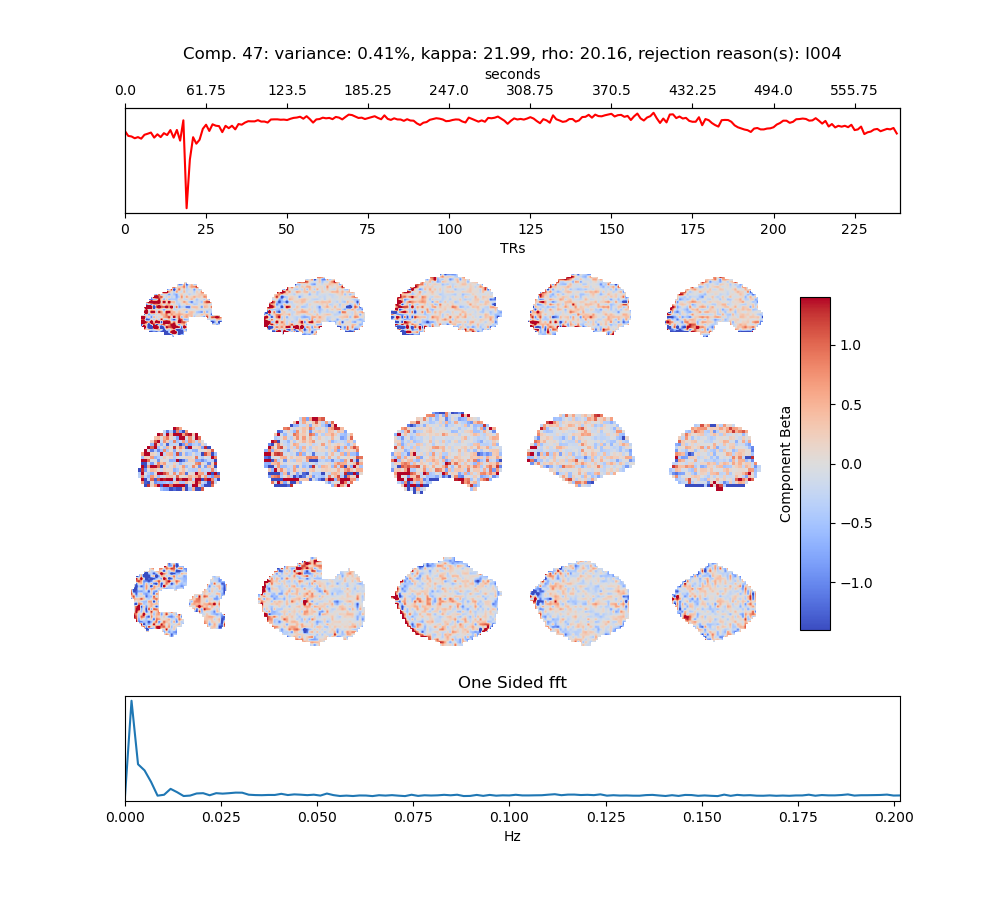 Comp. 47: variance: 0.41%, kappa: 21.99, rho: 20.16, rejection reason(s): I004
seconds
0.0 61.75 123.5 185.25 247.0 308.75 370.5 432.25 494.0 555.75
0 25 50 75 100 125 150 175 200 225
TRs
1.0
0.5
0.0
−0.5
−1.0
Component Beta
One Sided fft
0.000 0.025 0.050 0.075 0.100 0.125 0.150 0.175 0.200
Hz